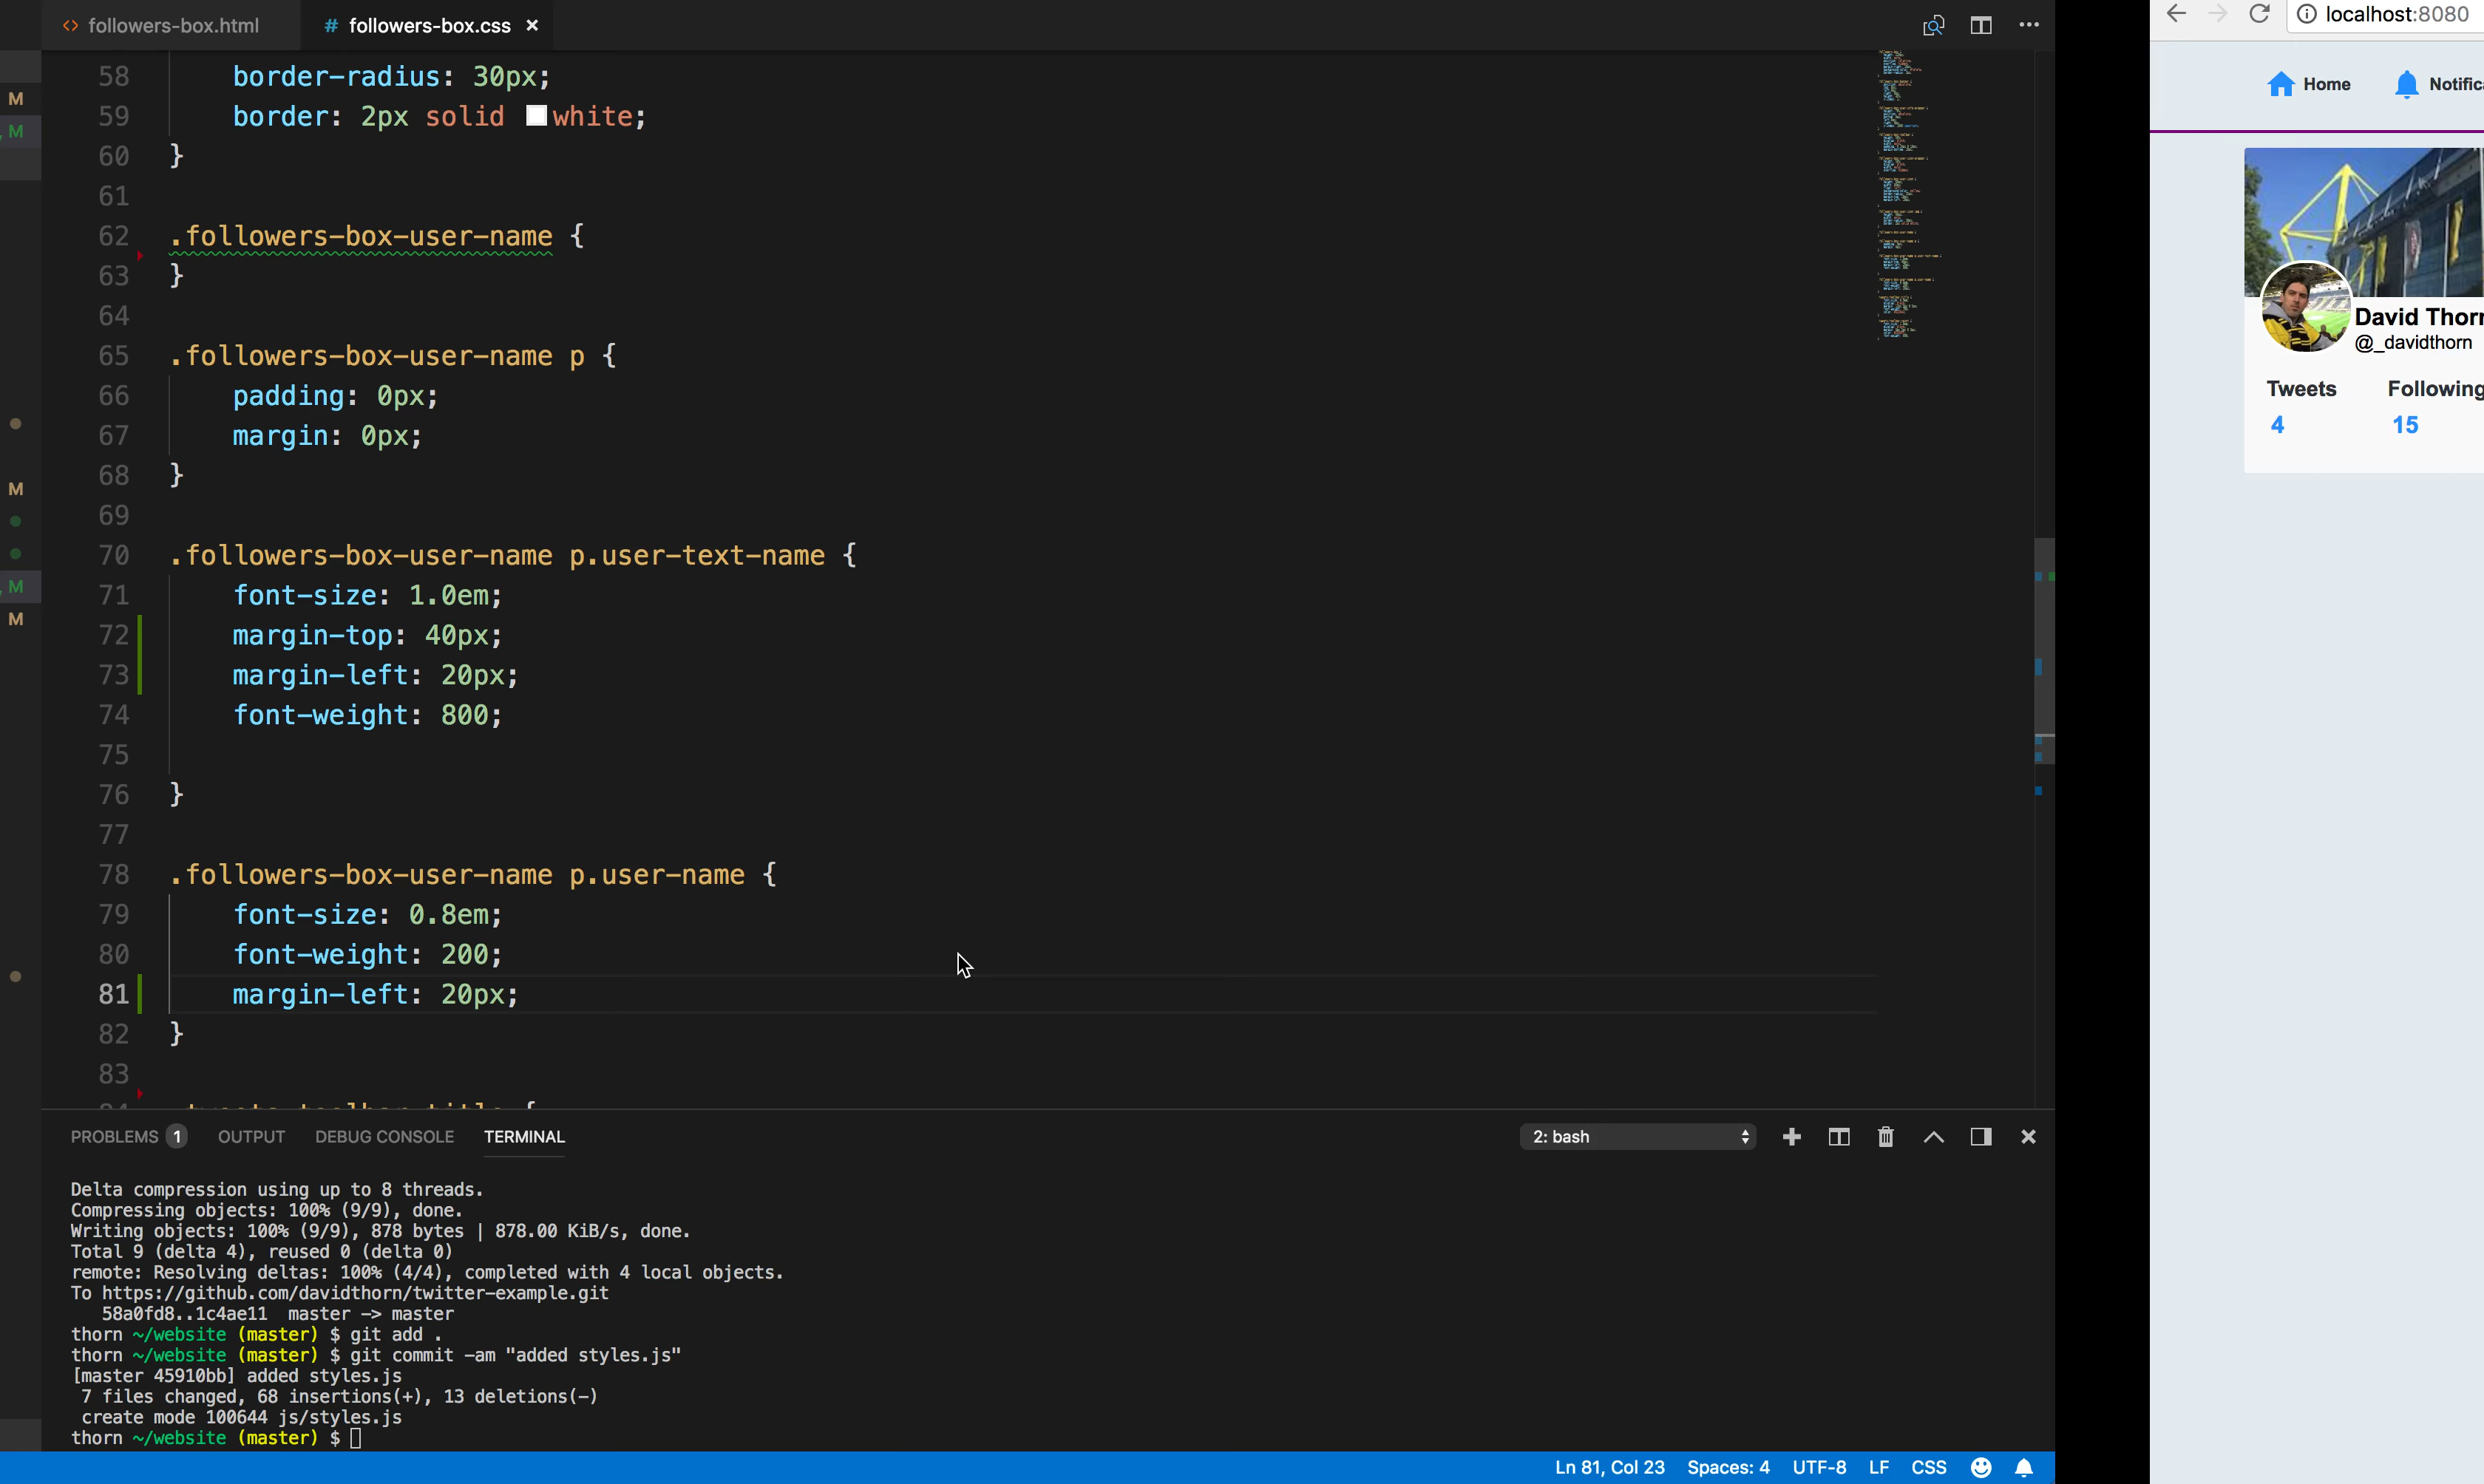 followers-box.html
# followers-box.css
58 border-radius: 30px;
59 border: 2px solid white;
60 }
61
62 .followers-box-user-name {
63 }
64
65 .followers-box-user-name p {
66 padding: 0px;
67 margin: 0px;
68 }
69
70 .followers-box-user-name p.user-text-name {
71 font-size: 1.0em;
72 margin-top: 40px;
73 margin-left: 20px;
74 font-weight: 800;
75
76 }
77
78 .followers-box-user-name p.user-name {
79 font-size: 0.8em;
80 font-weight: 200;
81 margin-left: 20px;
82 }
83
M
M
M
M
M
PROBLEMS 1 OUTPUT DEBUG CONSOLE TERMINAL
2: bash
Delta compression using up to 8 threads.
Compressing objects: 100% (9/9), done.
Writing objects: 100% (9/9), 878 bytes | 878.00 KiB/s, done.
Total 9 (delta 4), reused 0 (delta 0)
remote: Resolving deltas: 100% (4/4), completed with 4 local objects.
To https://github.com/davidthorn/twitter-example.git
58a0fd8..1c4ae11 master -> master
thorn ~/website (master) $ git add .
thorn ~/website (master) $ git commit -am "added styles.js"
[master 45910bb] added styles.js
7 files changed, 68 insertions(+), 13 deletions(-)
create mode 100644 js/styles.js
thorn ~/website (master) $
Ln 81, Col 23 Spaces: 4 UTF-8 LF CSS
localhost:8080
Home Notific
David Thor
@_davidthorn
Tweets Following
4 15